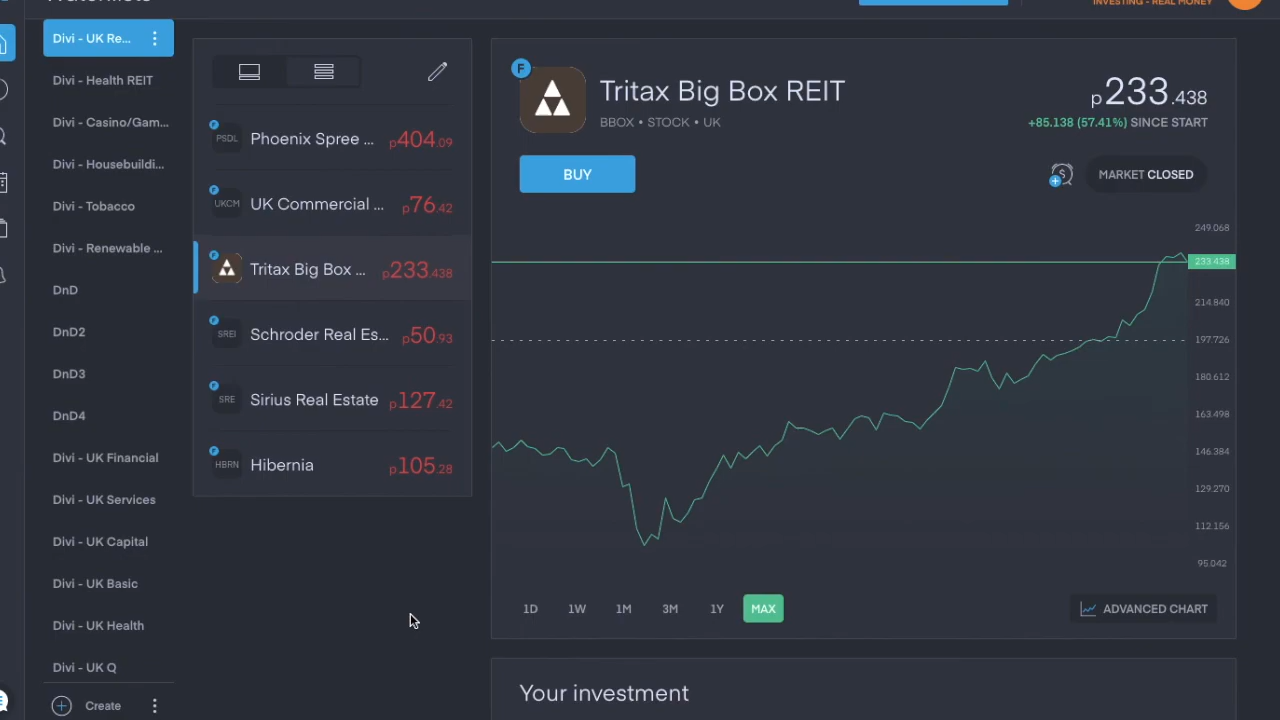 INVESTING - REAL MONEY
Divi - UK Re...
Divi - Health REIT
Divi - Casino/Gam...
Divi - Housebuildi...
Divi - Tobacco
Divi - Renewable ...
DnD
DnD2
DnD3
DnD4
Divi - UK Financial
Divi - UK Services
Divi - UK Capital
Divi - UK Basic
Divi - UK Health
Divi - UK Q
Create
F
PSDL
Phoenix Spree ...
p404.09
F
UKCM
UK Commercial ...
p76.42
F
Tritax Big Box ...
p233.438
F
SREI
Schroder Real Es...
p50.93
F
SRE
Sirius Real Estate
p127.42
F
HBRN
Hibernia
p105.28
F
Tritax Big Box REIT
BBOX • STOCK • UK
p233.438
+85.138 (57.41%) SINCE START
BUY
MARKET CLOSED
249.068
233.438
214.840
197.726
180.612
163.498
146.384
129.270
112.156
95.042
1D
1W
1M
3M
1Y
MAX
ADVANCED CHART
Your investment